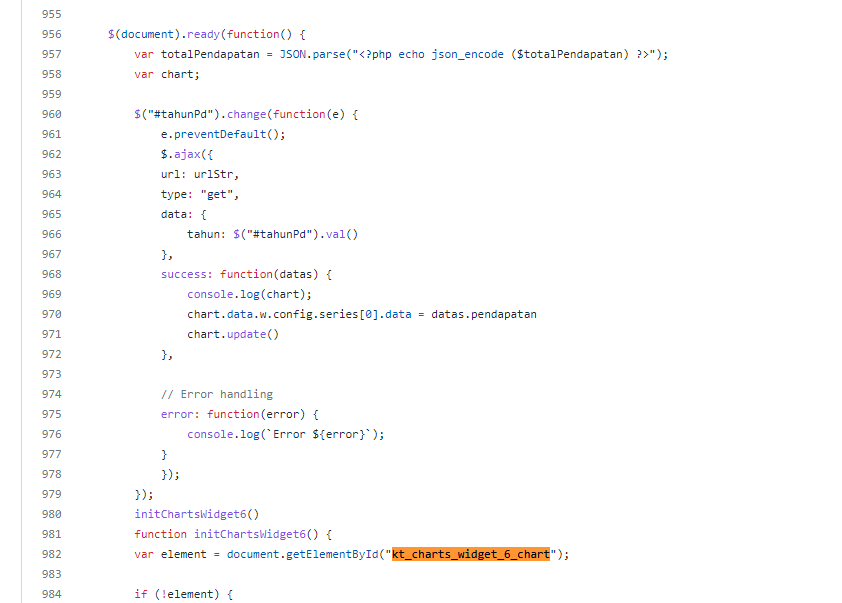 955
956 $(document).ready(function() {
957 var totalPendapatan = JSON.parse("<?php echo json_encode ($totalPendapatan) ?>");
958 var chart;
959
960 $("#tahunPd").change(function(e) {
961 e.preventDefault();
962 $.ajax({
963 url: urlStr,
964 type: "get",
965 data: {
966 tahun: $("#tahunPd").val()
967 },
968 success: function(datas) {
969 console.log(chart);
970 chart.data.w.config.series[0].data = datas.pendapatan
971 chart.update()
972 },
973
974 // Error handling
975 error: function(error) {
976 console.log(`Error ${error}`);
977 }
978 });
979 });
980 initChartsWidget6()
981 function initChartsWidget6() {
982 var element = document.getElementById("kt_charts_widget_6_chart");
983
984 if (!element) {